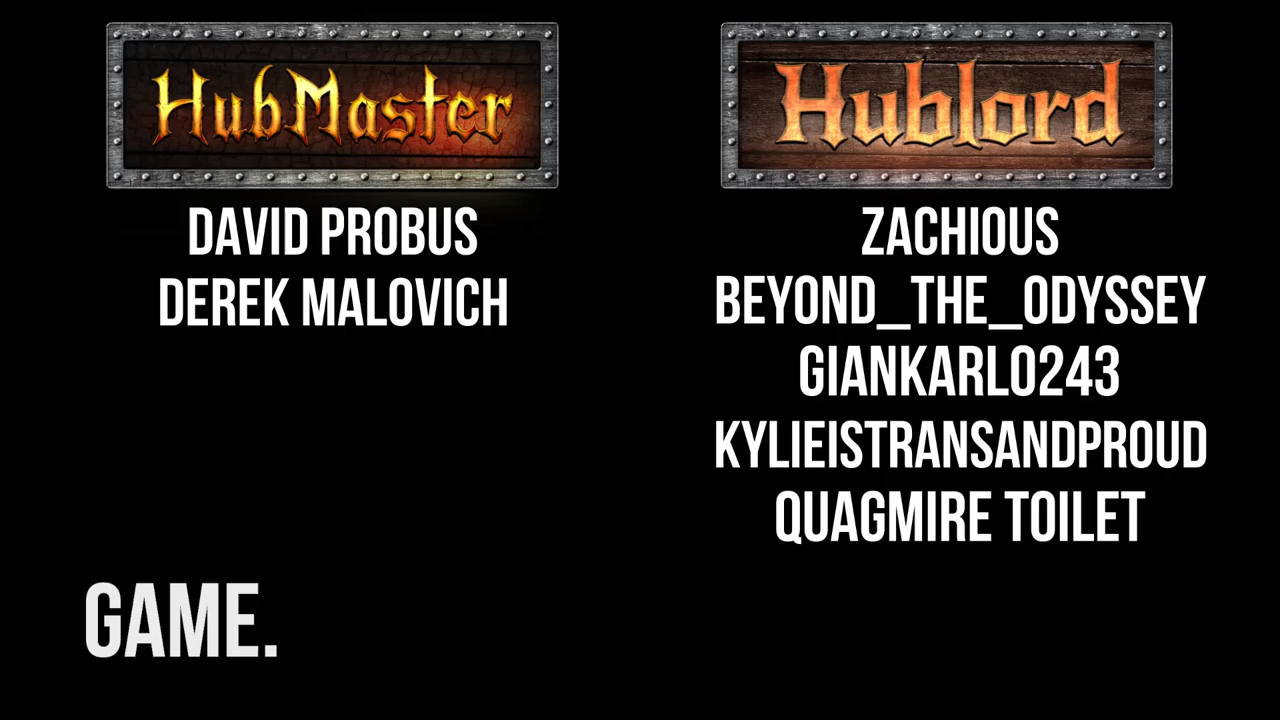 HubMaster
DAVID PROBUS
DEREK MALOVICH
Hublord
ZACHIOUS
BEYOND_THE_ODYSSEY
GIANKARLO243
KYLIEISTRANSANDPROUD
QUAGMIRE TOILET
GAME.